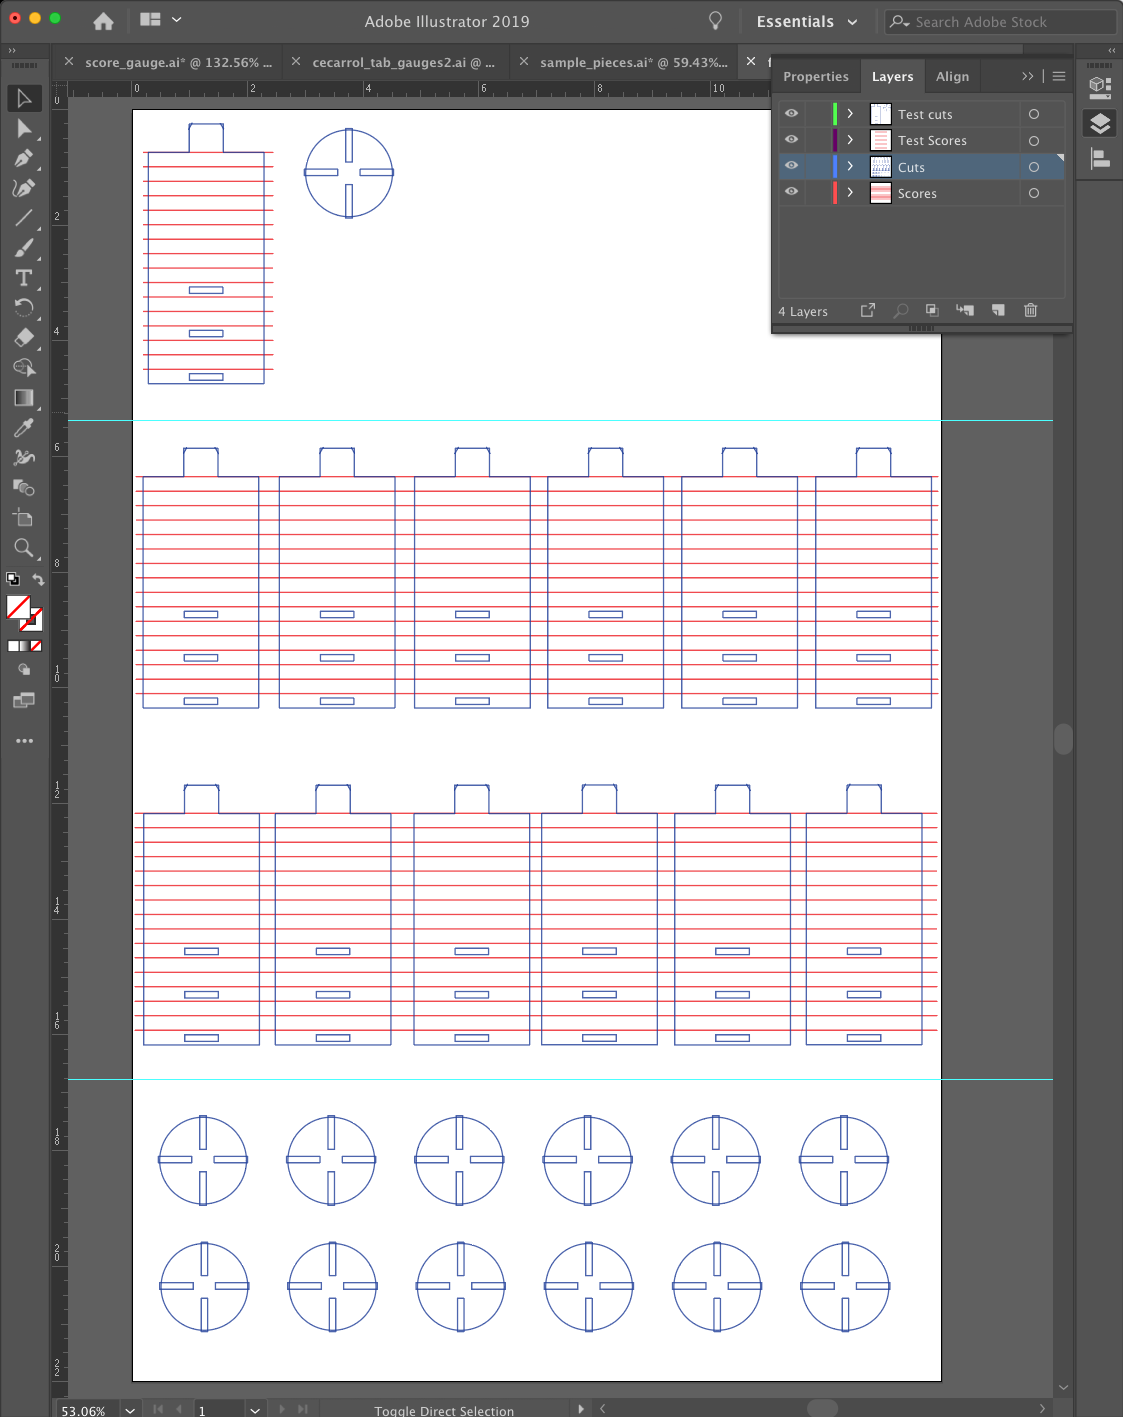 Adobe Illustrator 2019
Essentials
Search Adobe Stock
score_gauge.ai* @ 132.56% ...
cecarrol_tab_gauges2.ai @ ...
sample_pieces.ai* @ 59.43%...
Properties
Layers
Align
0
2
4
6
8
10
0
2
4
6
8
10
12
14
16
18
20
22
Test cuts
Test Scores
Cuts
Scores
4 Layers
53.06%
1
Toggle Direct Selection